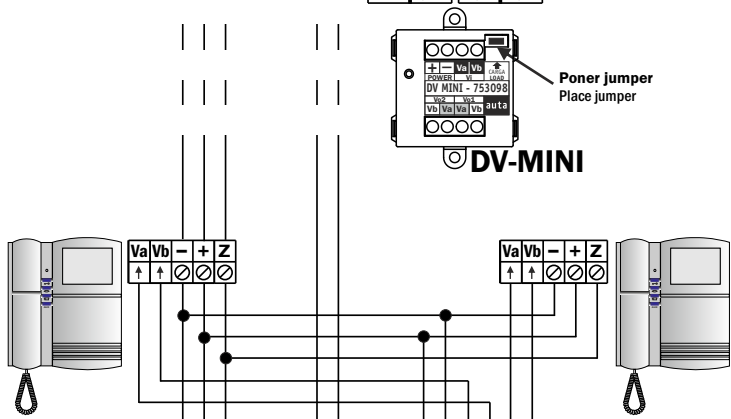 + – Va Vb
POWER Vi
CARGA
LOAD
DV MINI - 753098
Vo2 Vo1
Vb Va Va Vb
auta
Poner jumper
Place jumper
DV-MINI
Va Vb – + Z
Va Vb – + Z